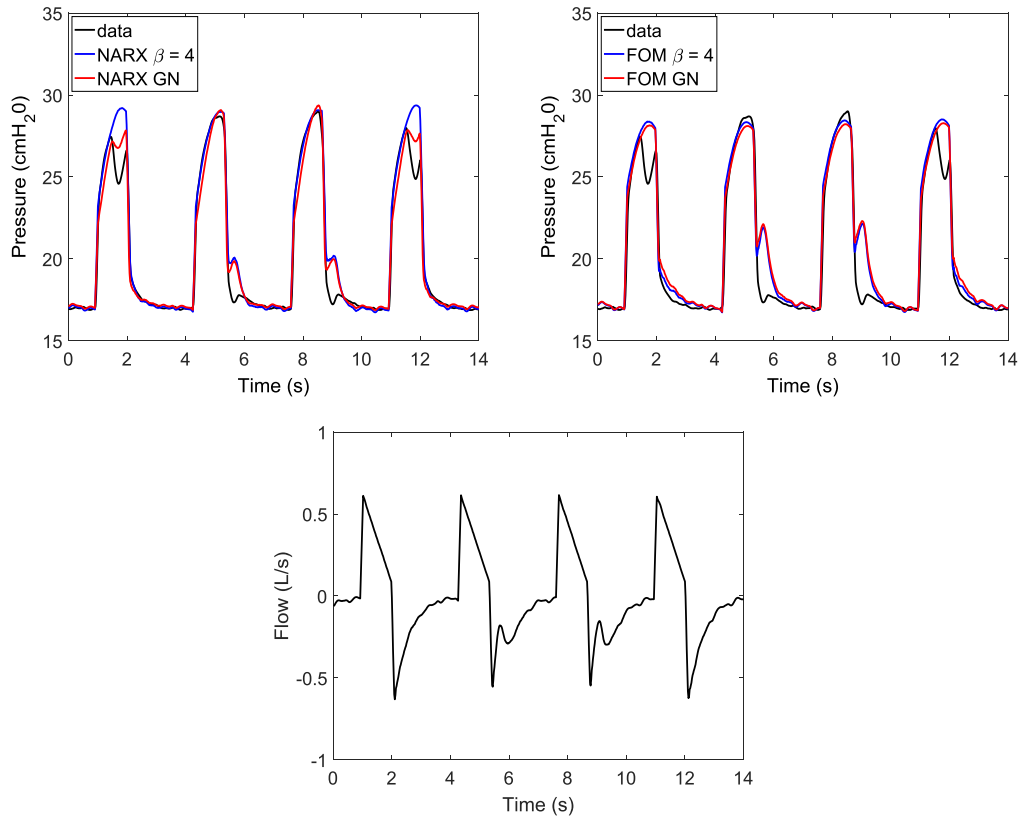 data
NARX β = 4
NARX GN
Pressure (cmH₂0)
35
30
25
20
15
0 2 4 6 8 10 12 14
Time (s)
data
FOM β = 4
FOM GN
Pressure (cmH₂0)
35
30
25
20
15
0 2 4 6 8 10 12 14
Time (s)
Flow (L/s)
1
0.5
0
-0.5
-1
0 2 4 6 8 10 12 14
Time (s)